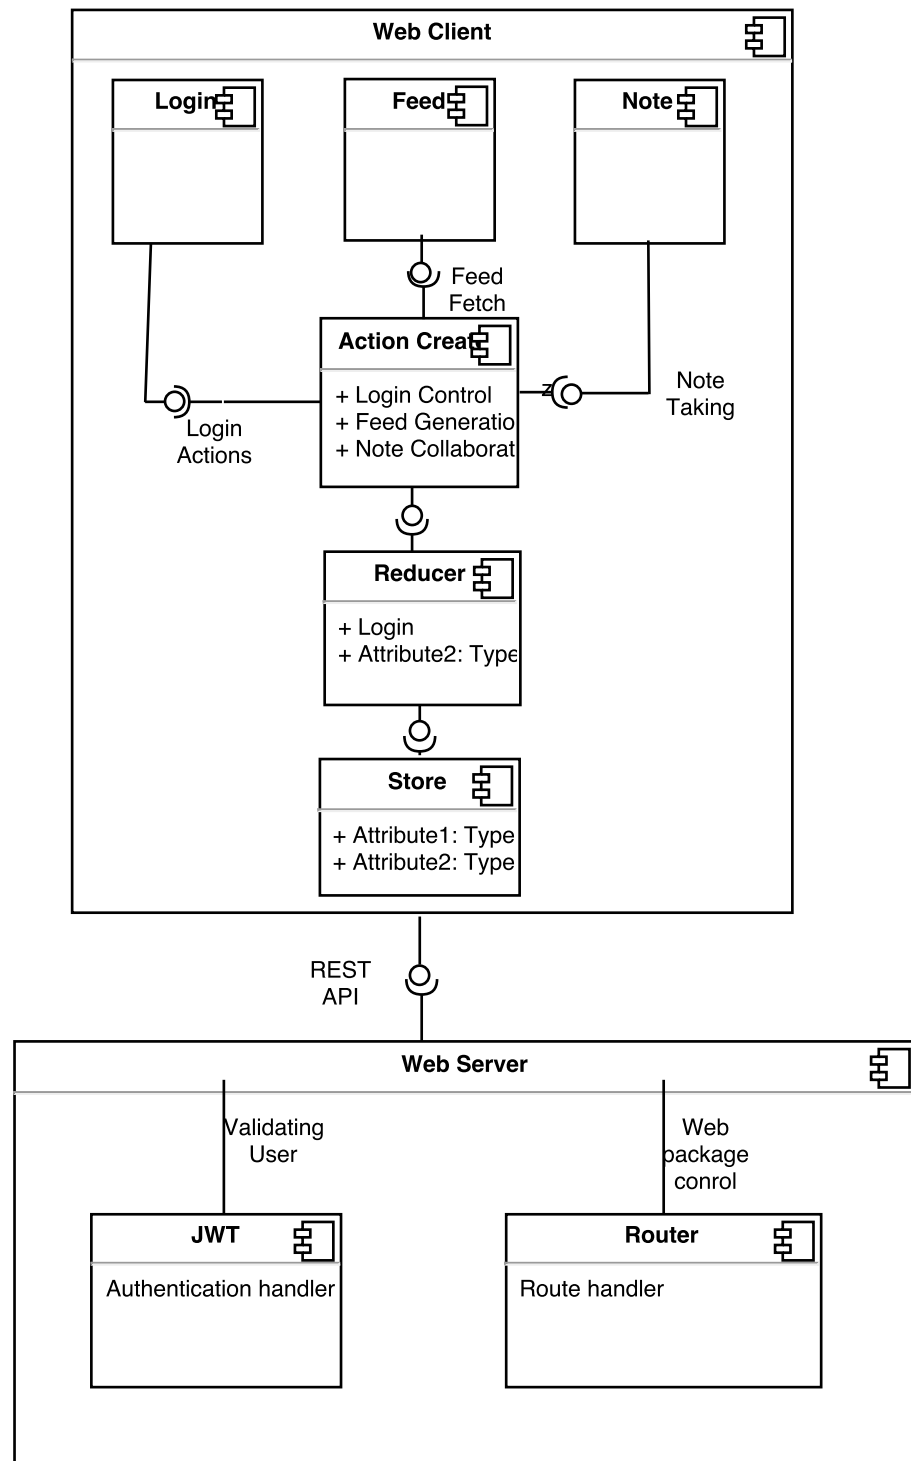 Web Client
Login
Feed
Note
Feed
Fetch
Action Creat
+ Login Control
+ Feed Generatio
+ Note Collaborat
z
Note
Taking
Login
Actions
Reducer
+ Login
+ Attribute2: Type
Store
+ Attribute1: Type
+ Attribute2: Type
REST
API
Web Server
Validating
User
Web
package
conrol
JWT
Authentication handler
Router
Route handler